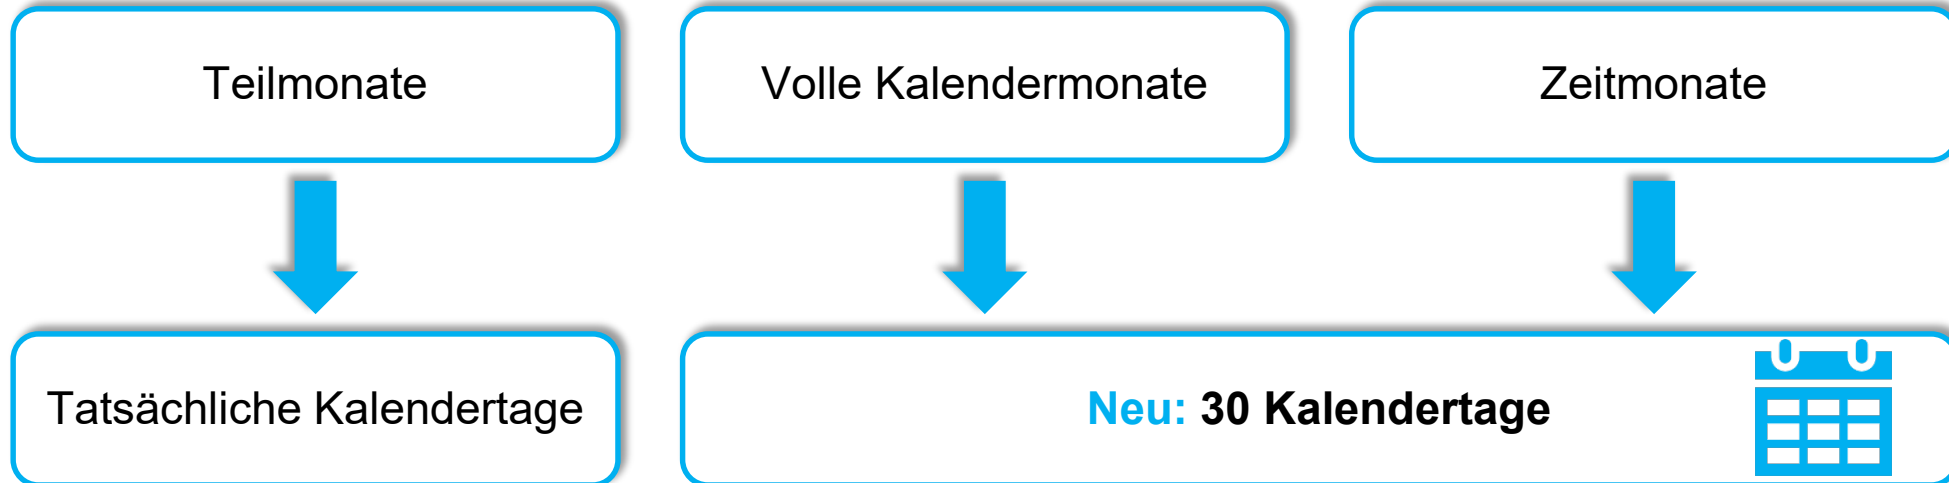 Teilmonate
Volle Kalendermonate
Zeitmonate
Tatsächliche Kalendertage
Neu: 30 Kalendertage